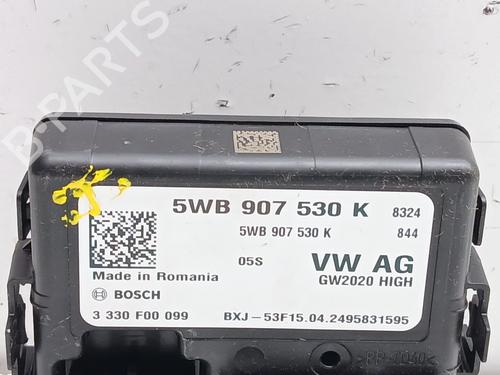 B-PARTS
5WB 907 530 K 8324
5WB 907 530 K 844
05S VW AG
Made in Romania GW2020 HIGH
BOSCH
3 330 F00 099 BXJ-53F15.04.2495831595